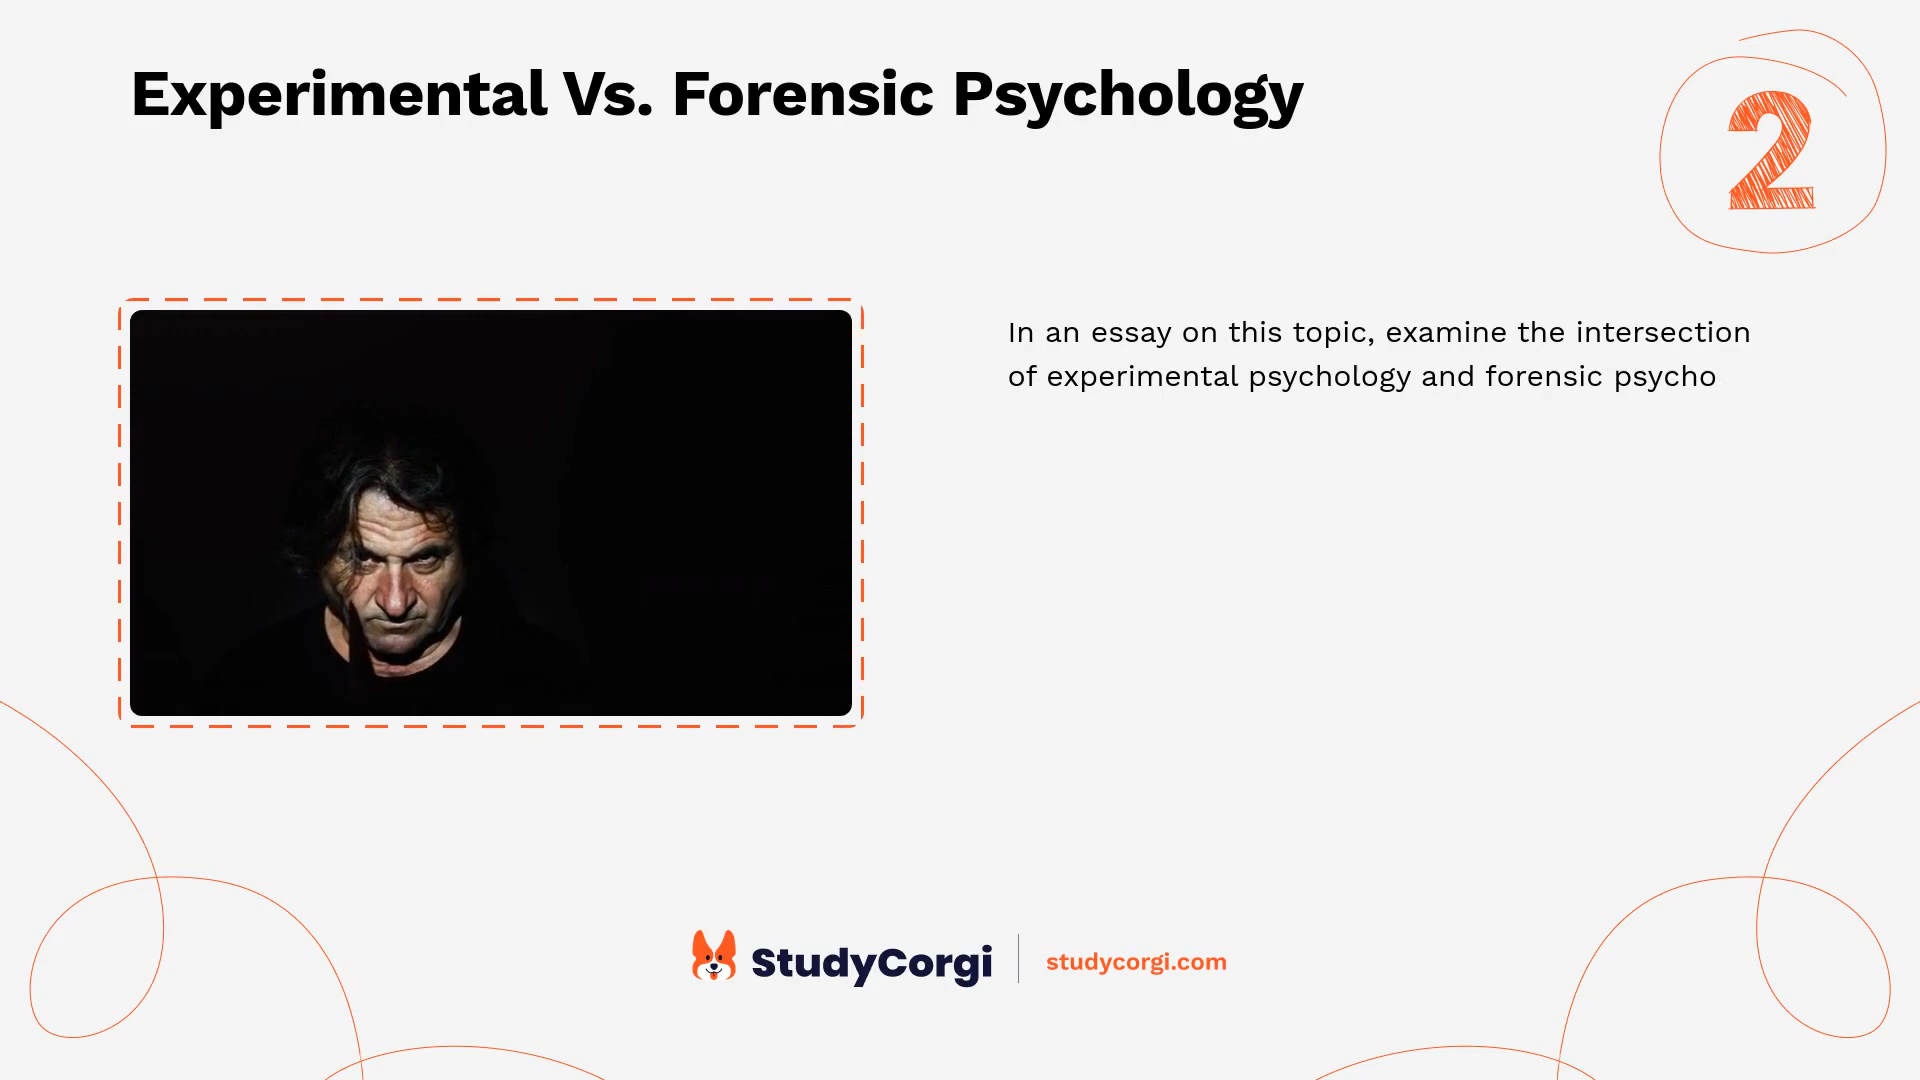 Experimental Vs. Forensic Psychology
2
In an essay on this topic, examine the intersection
of experimental psychology and forensic psycho
StudyCorgi
studycorgi.com